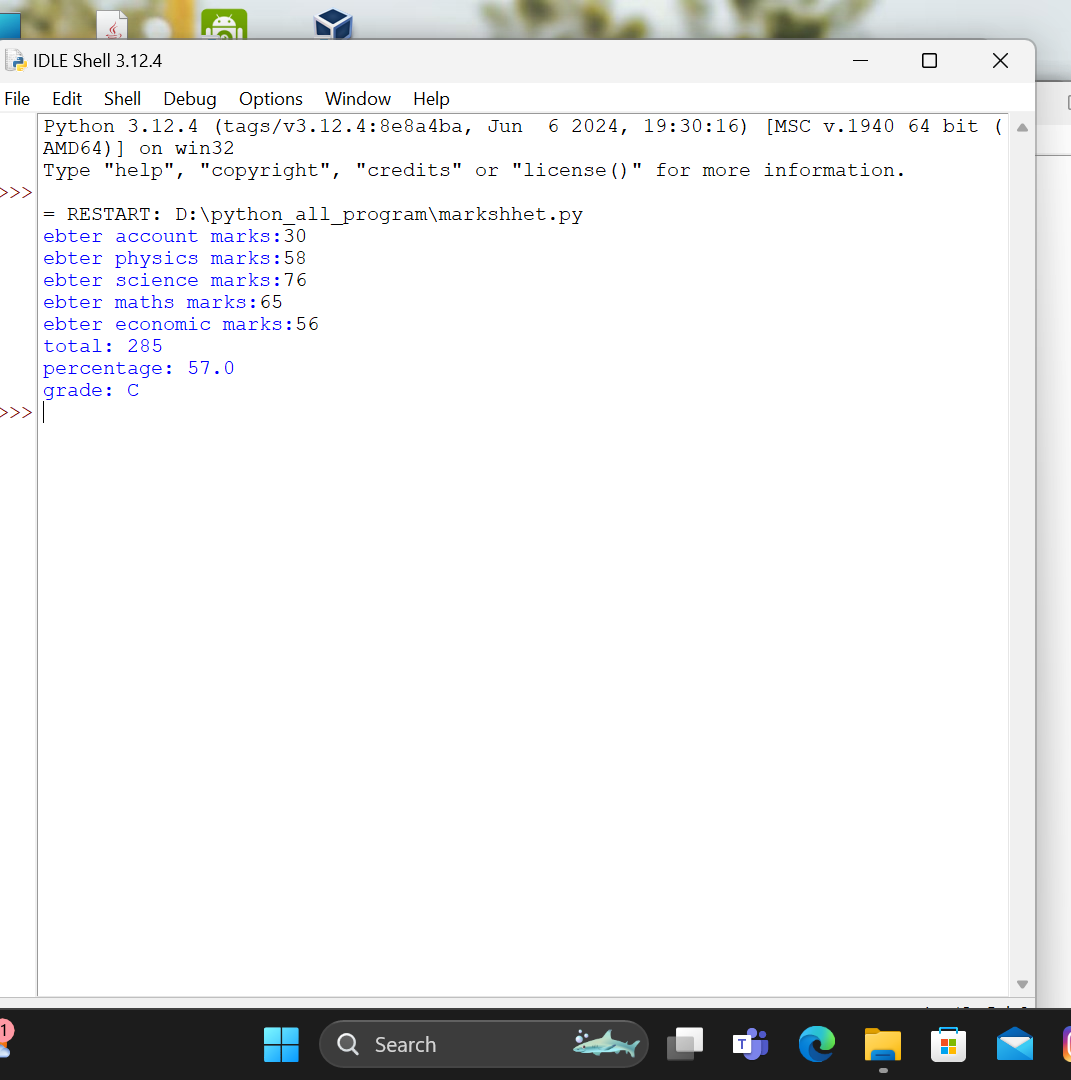 IDLE Shell 3.12.4
File Edit Shell Debug Options Window Help
Python 3.12.4 (tags/v3.12.4:8e8a4ba, Jun  6 2024, 19:30:16) [MSC v.1940 64 bit (
AMD64)] on win32
Type "help", "copyright", "credits" or "license()" for more information.
>>>
= RESTART: D:\python_all_program\markshhet.py
ebter account marks:30
ebter physics marks:58
ebter science marks:76
ebter maths marks:65
ebter economic marks:56
total: 285
percentage: 57.0
grade: C
>>>
1
Search
T